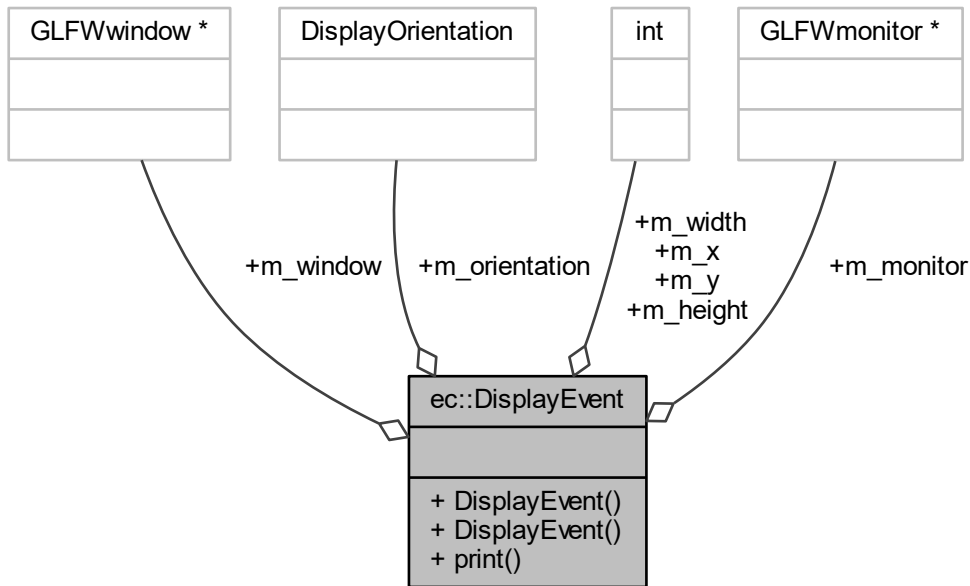 GLFWwindow *
DisplayOrientation
int
GLFWmonitor *
+m_window
+m_orientation
+m_width
+m_x
+m_y
+m_height
+m_monitor
ec::DisplayEvent
+ DisplayEvent()
+ DisplayEvent()
+ print()